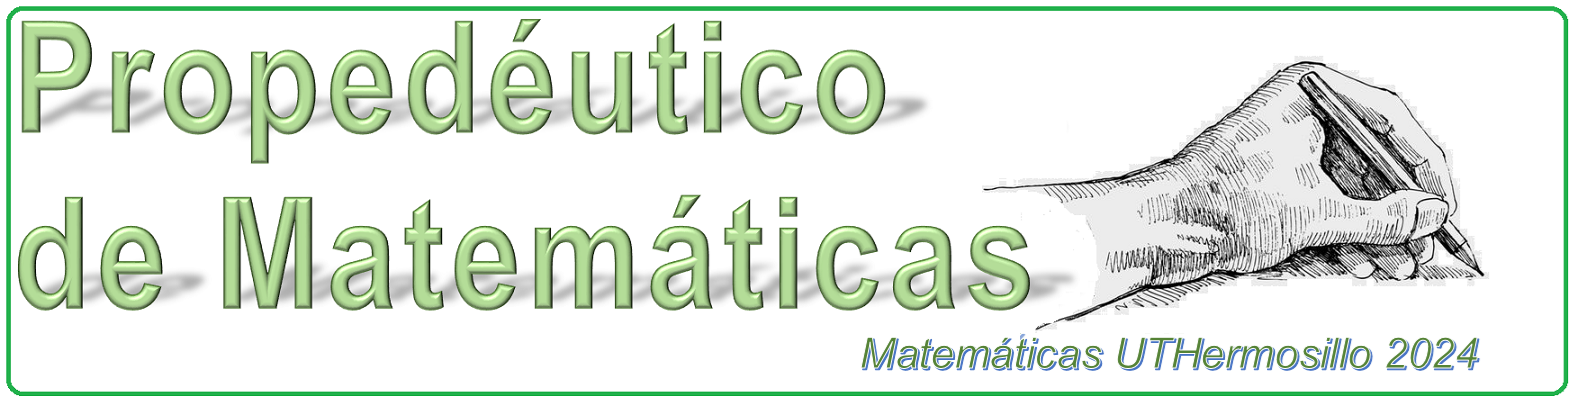 Propedéutico
de Matemáticas
Matemáticas UTHermosillo 2024